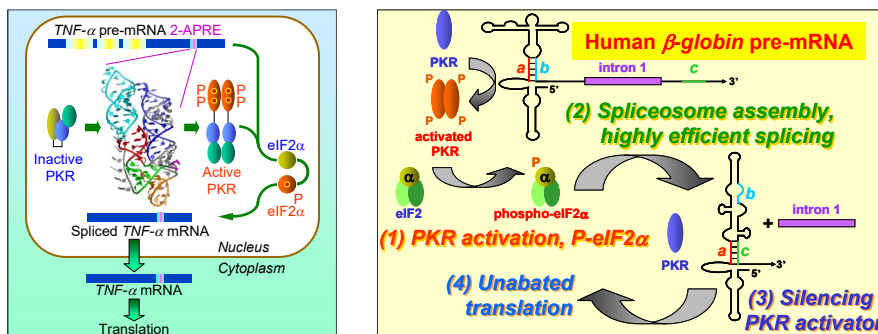 TNF-α pre-mRNA 2-APRE
P P
P P
Inactive
PKR
Active
PKR
eIF2α
P
eIF2α
Spliced TNF-α mRNA
Nucleus
Cytoplasm
TNF-α mRNA
Translation
Human β-globin pre-mRNA
PKR
a
b
5'
intron 1
c
3'
P
P
P
P
activated
PKR
(2) Spliceosome assembly,
highly efficient splicing
α
eIF2
P
α
phospho-eIF2α
b
+
intron 1
(1) PKR activation, P-eIF2α
PKR
a
c
3'
5'
(4) Unabated
translation
(3) Silencing
PKR activator